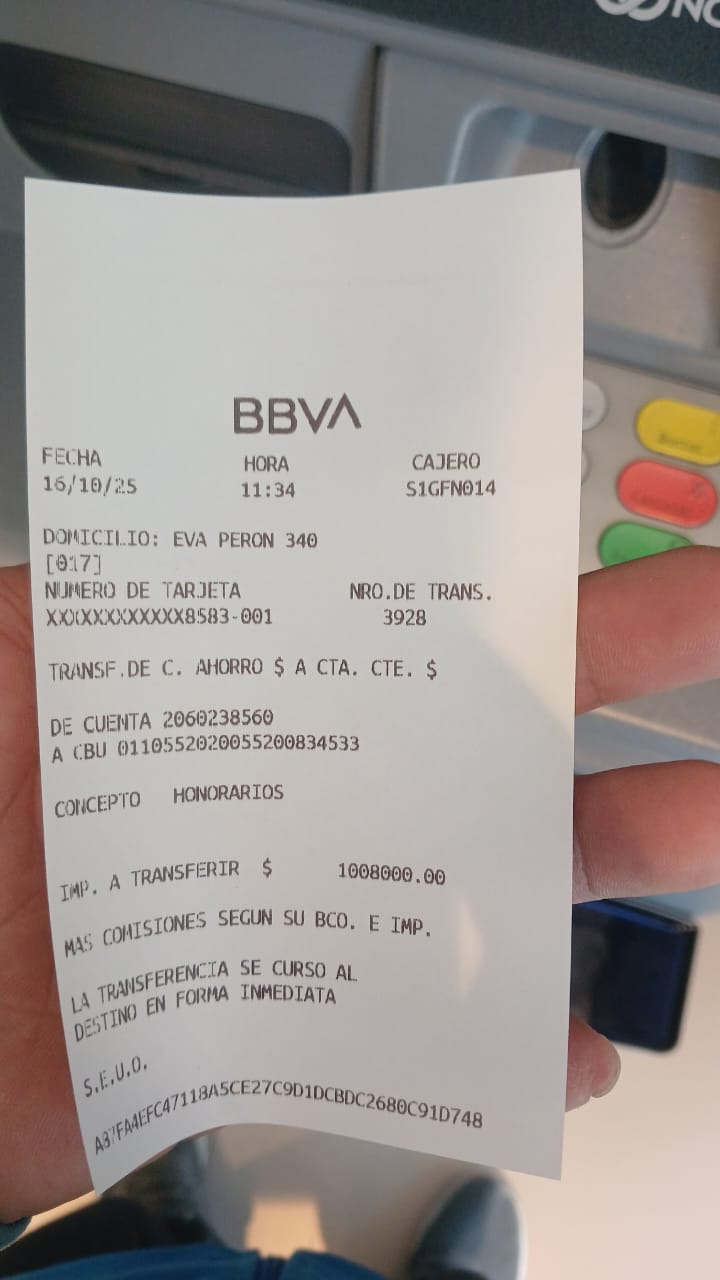 BBVA
FECHA HORA CAJERO
16/10/25 11:34 S1GFN014
DOMICILIO: EVA PERON 340
[017]
NUMERO DE TARJETA NRO.DE TRANS.
XXXXXXXXXXXX8583-001 3928
TRANSF.DE C. AHORRO $ A CTA. CTE. $
DE CUENTA 2060238560
A CBU 0110552020055200834533
CONCEPTO HONORARIOS
IMP. A TRANSFERIR $ 1008000.00
MAS COMISIONES SEGUN SU BCO. E IMP.
LA TRANSFERENCIA SE CURSO AL
DESTINO EN FORMA INMEDIATA
S.E.U.O.
A37FA4EFC47118A5CE27C9D1DCBDC2680C91D748